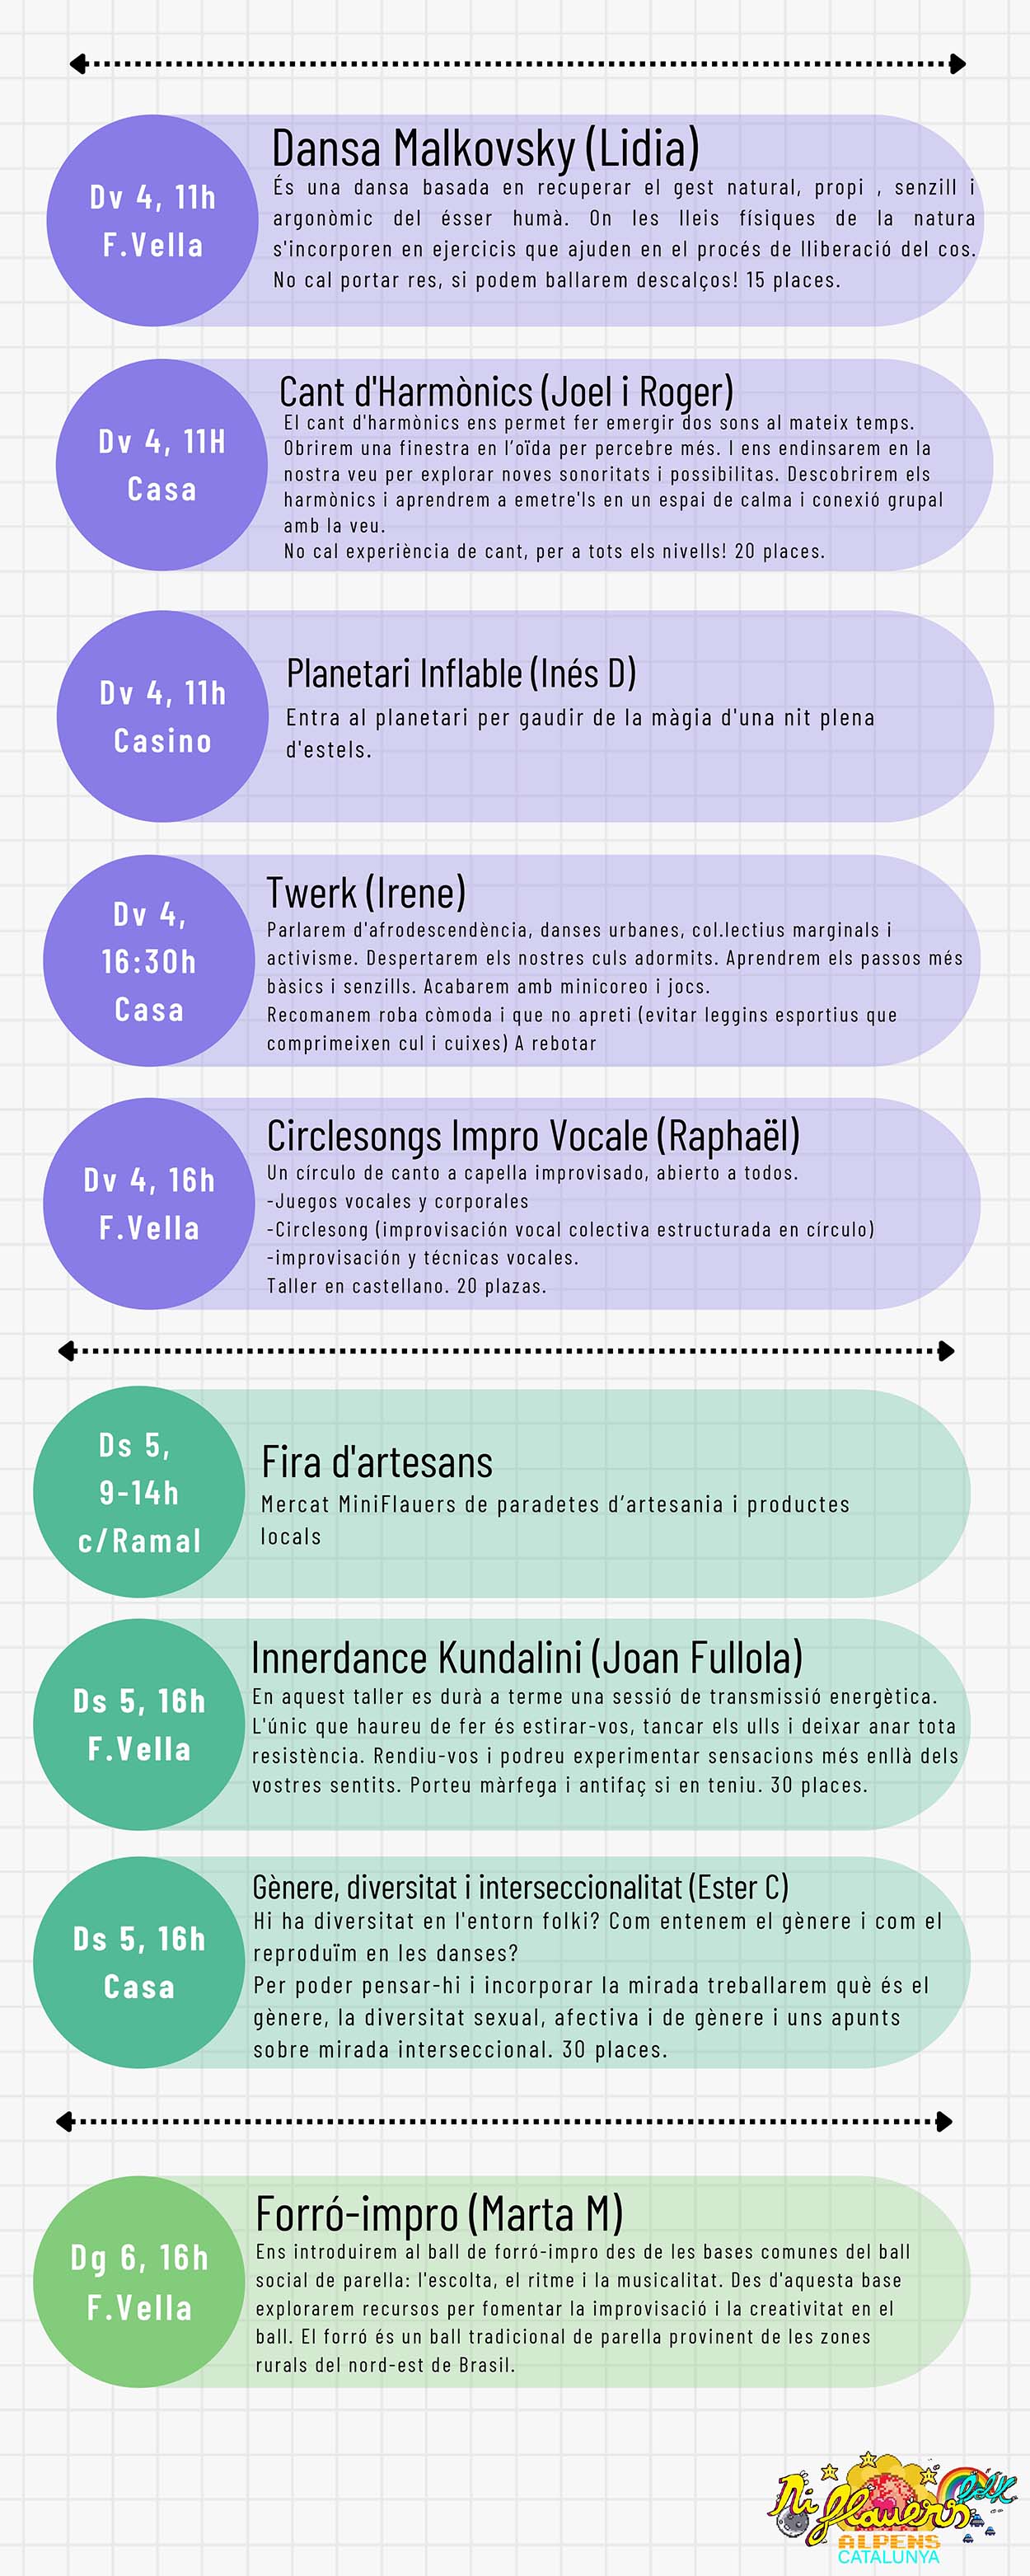 Dv 4, 11h
F.Vella
Dansa Malkovsky (Lidia)
És una dansa basada en recuperar el gest natural, propi , senzill i
argonòmic del ésser humà. On les lleis físiques de la natura
s'incorporen en ejercicis que ajuden en el procés de lliberació del cos.
No cal portar res, si podem ballarem descalços! 15 places.
Dv 4, 11H
Casa
Cant d'Harmònics (Joel i Roger)
El cant d'harmònics ens permet fer emergir dos sons al mateix temps.
Obrirem una finestra en l’oïda per percebre més. I ens endinsarem en la
nostra veu per explorar noves sonoritats i possibilitas. Descobrirem els
harmònics i aprendrem a emetre'ls en un espai de calma i conexió grupal
amb la veu.
No cal experiència de cant, per a tots els nivells! 20 places.
Dv 4, 11h
Casino
Planetari Inflable (Inés D)
Entra al planetari per gaudir de la màgia d'una nit plena
d'estels.
Dv 4,
16:30h
Casa
Twerk (Irene)
Parlarem d'afrodescendència, danses urbanes, col.lectius marginals i
activisme. Despertarem els nostres culs adormits. Aprendrem els passos més
bàsics i senzills. Acabarem amb minicoreo i jocs.
Recomanem roba còmoda i que no apreti (evitar leggins esportius que
comprimeixen cul i cuixes) A rebotar
Dv 4, 16h
F.Vella
Circlesongs Impro Vocale (Raphaël)
Un círculo de canto a capella improvisado, abierto a todos.
-Juegos vocales y corporales
-Circlesong (improvisación vocal colectiva estructurada en círculo)
-improvisación y técnicas vocales.
Taller en castellano. 20 plazas.
Ds 5,
9-14h
c/Ramal
Fira d'artesans
Mercat MiniFlauers de paradetes d’artesania i productes
locals
Ds 5, 16h
F.Vella
Innerdance Kundalini (Joan Fullola)
En aquest taller es durà a terme una sessió de transmissió energètica.
L'únic que haureu de fer és estirar-vos, tancar els ulls i deixar anar tota
resistència. Rendiu-vos i podreu experimentar sensacions més enllà dels
vostres sentits. Porteu màrfega i antifaç si en teniu. 30 places.
Ds 5, 16h
Casa
Gènere, diversitat i interseccionalitat (Ester C)
Hi ha diversitat en l'entorn folki? Com entenem el gènere i com el
reproduïm en les danses?
Per poder pensar-hi i incorporar la mirada treballarem què és el
gènere, la diversitat sexual, afectiva i de gènere i uns apunts
sobre mirada interseccional. 30 places.
Dg 6, 16h
F.Vella
Forró-impro (Marta M)
Ens introduirem al ball de forró-impro des de les bases comunes del ball
social de parella: l'escolta, el ritme i la musicalitat. Des d'aquesta base
explorarem recursos per fomentar la improvisació i la creativitat en el
ball. El forró és un ball tradicional de parella provinent de les zones
rurals del nord-est de Brasil.
Ni flauers folk
ALPENS
CATALUNYA